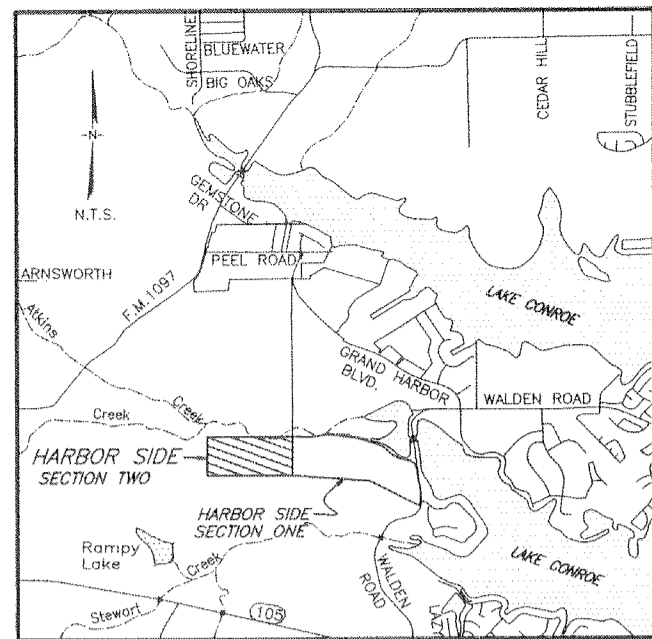 SHORELINE
BLUEWATER
BIG OAKS
CEDAR HILL
STUBBLEFIELD
-N-
N.T.S.
GEMSTONE
DR
PEEL ROAD
ARNSWORTH
F.M.1097
Atkins
Creek
LAKE CONROE
GRAND HARBOR
BLVD.
WALDEN ROAD
Creek
HARBOR SIDE
SECTION TWO
HARBOR SIDE
SECTION ONE
Rampy
Lake
Creek
Stewart
105
WALDEN
ROAD
LAKE CONROE